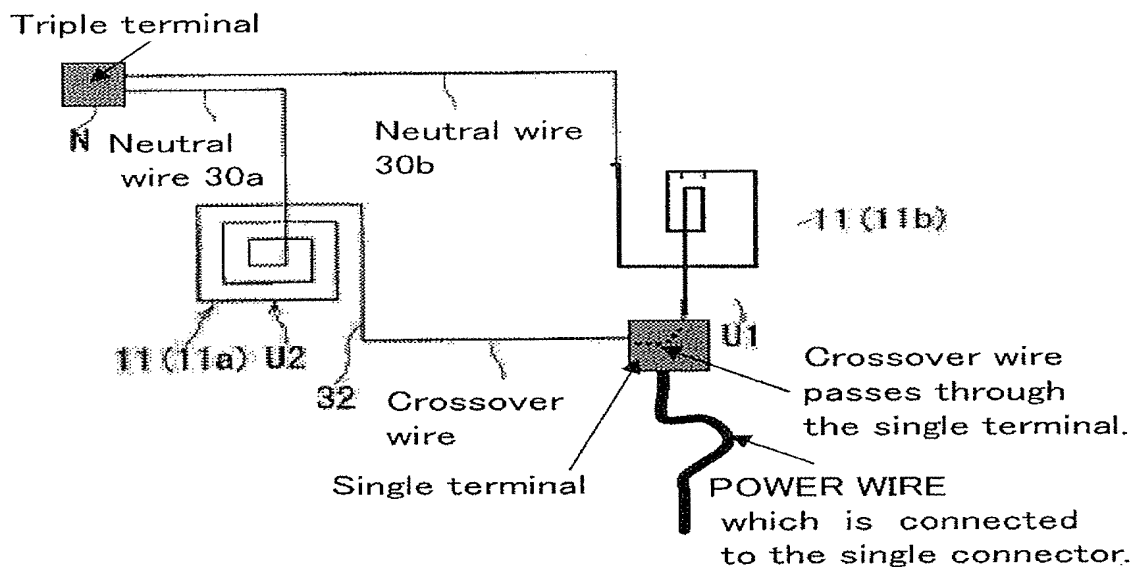 Triple terminal
N
Neutral
wire 30a
Neutral wire
30b
11 (11b)
11 (11a)
U2
U1
32
Crossover
wire
Crossover wire
passes through
the single terminal.
Single terminal
POWER WIRE
which is connected
to the single connector.